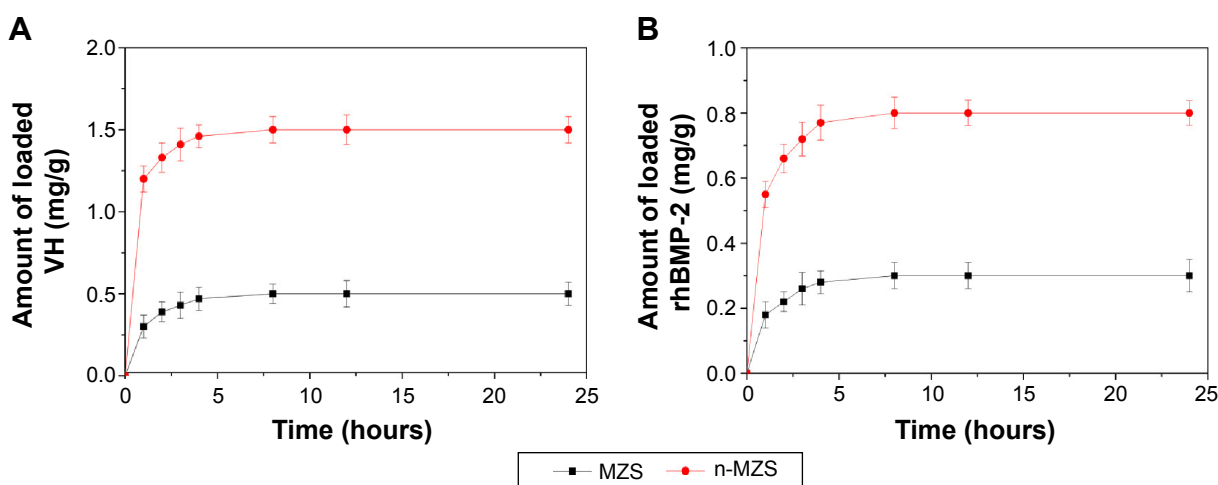 A
Amount of loaded
VH (mg/g)
2.0
1.5
1.0
0.5
0.0
0 5 10 15 20 25
Time (hours)
B
Amount of loaded
rhBMP-2 (mg/g)
1.0
0.8
0.6
0.4
0.2
0.0
0 5 10 15 20 25
Time (hours)
MZS n-MZS